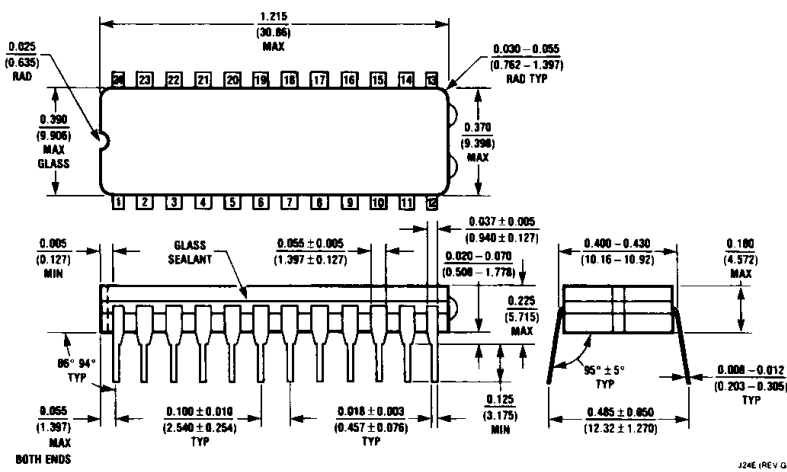 1.215
(30.86)
MAX
0.025
(0.635)
RAD
0.030 – 0.055
(0.762 – 1.397)
RAD TYP
24 23 22 21 20 19 18 17 16 15 14 13
0.390
(9.906)
MAX
GLASS
0.370
(9.398)
MAX
1 2 3 4 5 6 7 8 9 10 11 12
0.005
(0.127)
MIN
GLASS
SEALANT
0.055 ± 0.005
(1.397 ± 0.127)
0.037 ± 0.005
(0.940 ± 0.127)
0.020 – 0.070
(0.508 – 1.778)
0.225
(5.715)
MAX
0.400 – 0.430
(10.16 – 10.92)
0.180
(4.572)
MAX
86° 94°
TYP
95° ± 5°
TYP
0.008 – 0.012
(0.203 – 0.305)
TYP
0.055
(1.397)
MAX
BOTH ENDS
0.100 ± 0.010
(2.540 ± 0.254)
TYP
0.018 ± 0.003
(0.457 ± 0.076)
TYP
0.125
(3.175)
MIN
0.485 ± 0.050
(12.32 ± 1.270)
J24E (REV G